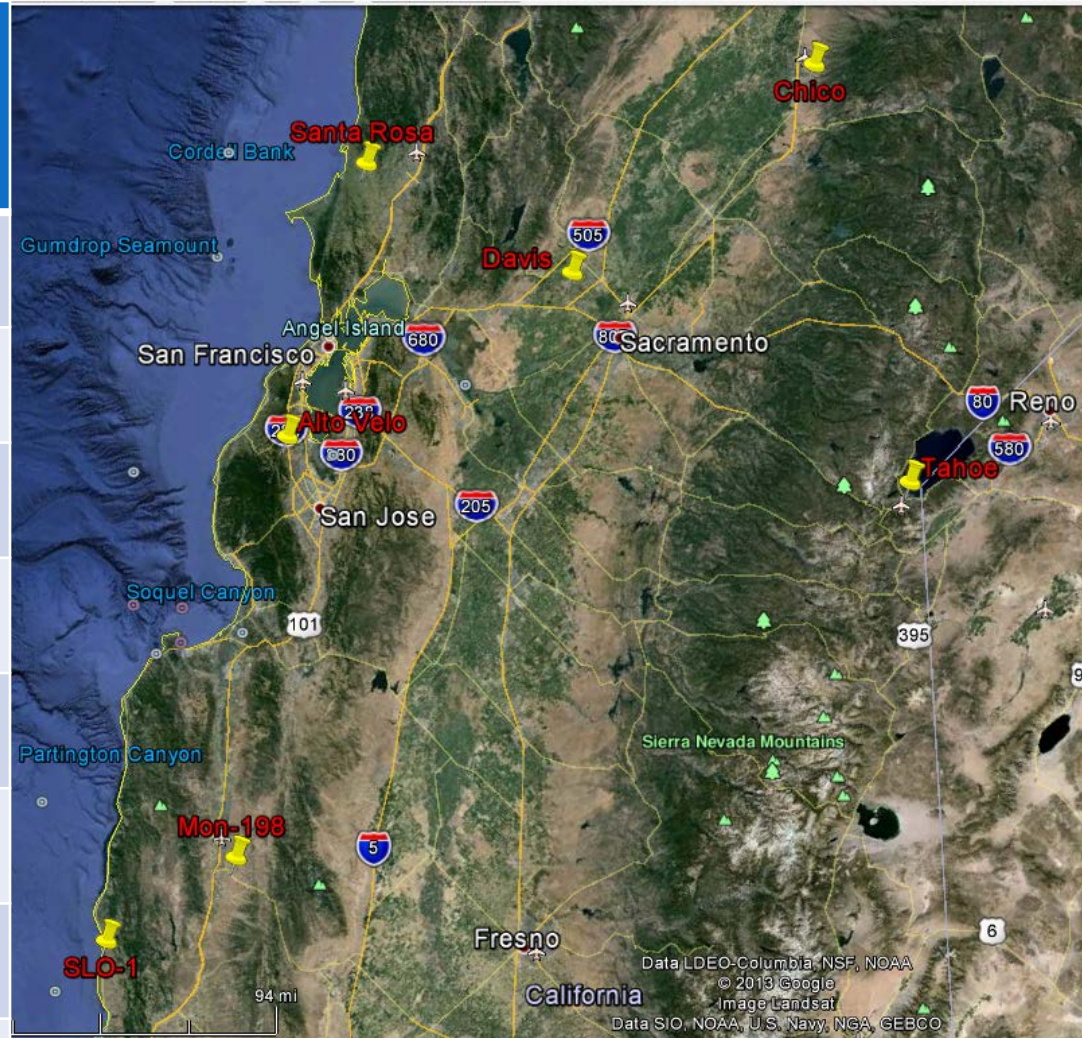 Chico
Santa Rosa
Cordell Bank
505
Gumdrop Seamount
Davis
Angel Island
680
Sacramento
San Francisco
80
Reno
238
Alto Velo
580
Tahoe
205
San Jose
Soquel Canyon
101
395
Sierra Nevada Mountains
Partington Canyon
Mon-198
5
6
Fresno
SLO-1
Data LDEO-Columbia, NSF, NOAA
© 2013 Google
94 mi
California
Image Landsat
Data SIO, NOAA, U.S. Navy, NGA, GEBCO